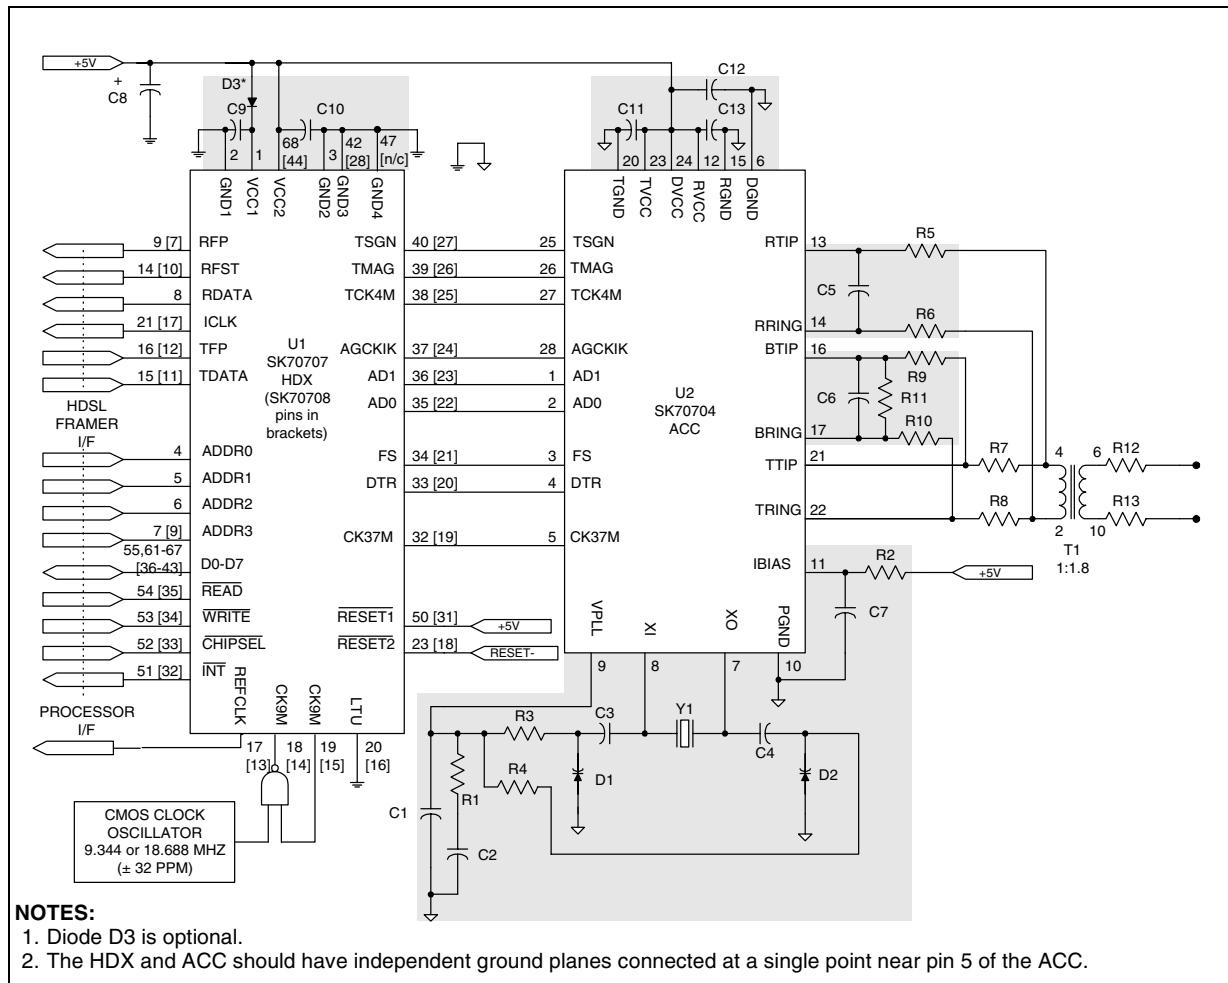 +5V
+
C8
D3*
C9
C10
2
1
68
[44]
3
42
[28]
47
[n/c]
GND1
VCC1
VCC2
GND2
GND3
GND4
C12
C11
C13
20
23
24
12
15
6
TGND
TVCC
DVCC
RVCC
RGND
DGND
9 [7]
RFP
14 [10]
RFST
8
RDATA
21 [17]
ICLK
16 [12]
TFP
15 [11]
TDATA
HDSL
FRAMER
I/F
4
ADDR0
5
ADDR1
6
ADDR2
7 [9]
ADDR3
55,61-67
[36-43]
D0-D7
54 [35]
READ
53 [34]
WRITE
52 [33]
CHIPSEL
51 [32]
INT
PROCESSOR
I/F
U1
SK70707
HDX
(SK70708
pins in
brackets)
TSGN
40 [27]
TMAG
39 [26]
TCK4M
38 [25]
AGCKIK
37 [24]
AD1
36 [23]
AD0
35 [22]
FS
34 [21]
DTR
33 [20]
CK37M
32 [19]
RESET1
50 [31]
+5V
RESET2
23 [18]
RESET-
REFCLK
CK9M
CK9M
LTU
17
[13]
18
[14]
19
[15]
20
[16]
CMOS CLOCK
OSCILLATOR
9.344 or 18.688 MHZ
(± 32 PPM)
25
TSGN
26
TMAG
27
TCK4M
28
AGCKIK
1
AD1
2
AD0
3
FS
4
DTR
5
CK37M
U2
SK70704
ACC
RTIP
13
R5
C5
RRING
14
R6
BTIP
16
R9
C6
R11
R10
BRING
17
TTIP
21
R7
TRING
22
R8
4
6
R12
2
10
R13
T1
1:1.8
IBIAS
11
R2
+5V
C7
VPLL
XI
XO
PGND
9
8
7
10
R3
C3
Y1
C4
R4
R1
D1
D2
C1
C2
NOTES:
1. Diode D3 is optional.
2. The HDX and ACC should have independent ground planes connected at a single point near pin 5 of the ACC.